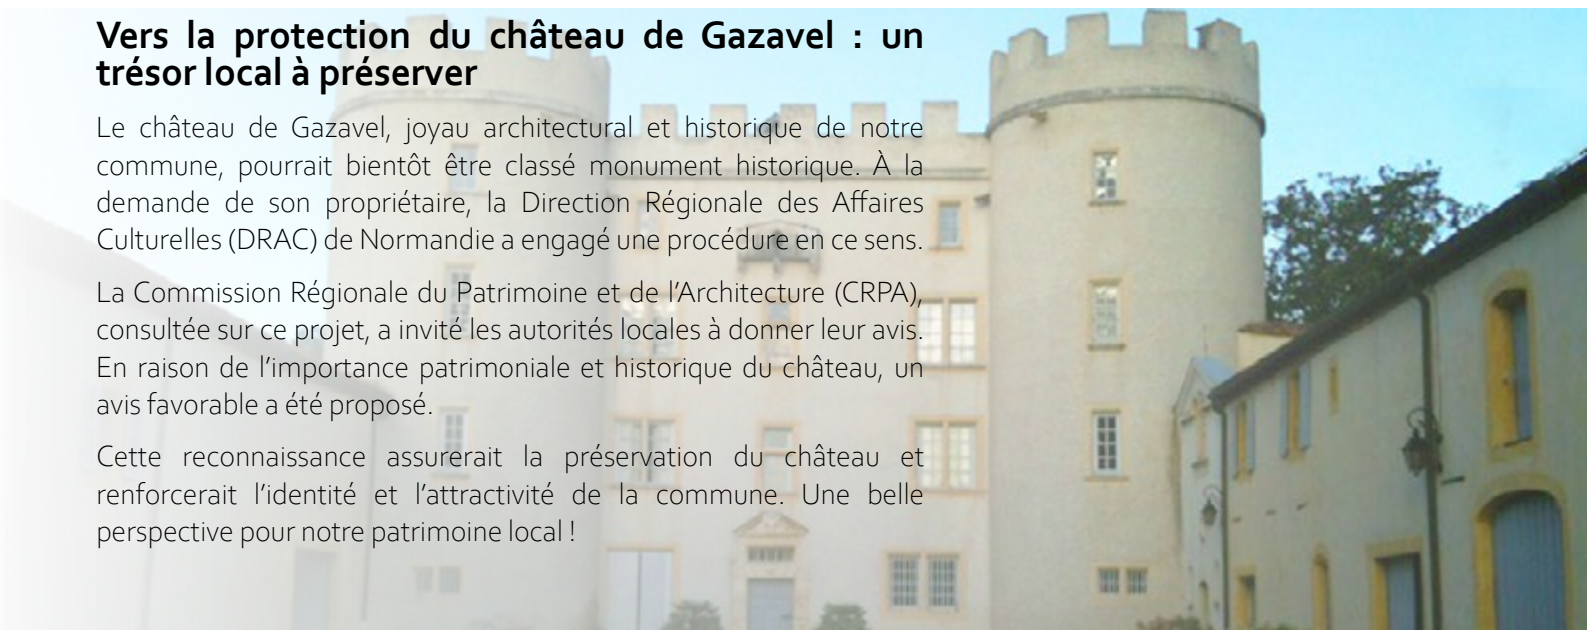 Vers la protection du château de Gazavel : un
trésor local à préserver
Le château de Gazavel, joyau architectural et historique de notre
commune, pourrait bientôt être classé monument historique. À la
demande de son propriétaire, la Direction Régionale des Affaires
Culturelles (DRAC) de Normandie a engagé une procédure en ce sens.
La Commission Régionale du Patrimoine et de l'Architecture (CRPA),
consultée sur ce projet, a invité les autorités locales à donner leur avis.
En raison de l'importance patrimoniale et historique du château, un
avis favorable a été proposé.
Cette reconnaissance assurerait la préservation du château et
renforcerait l'identité et l'attractivité de la commune. Une belle
perspective pour notre patrimoine local !